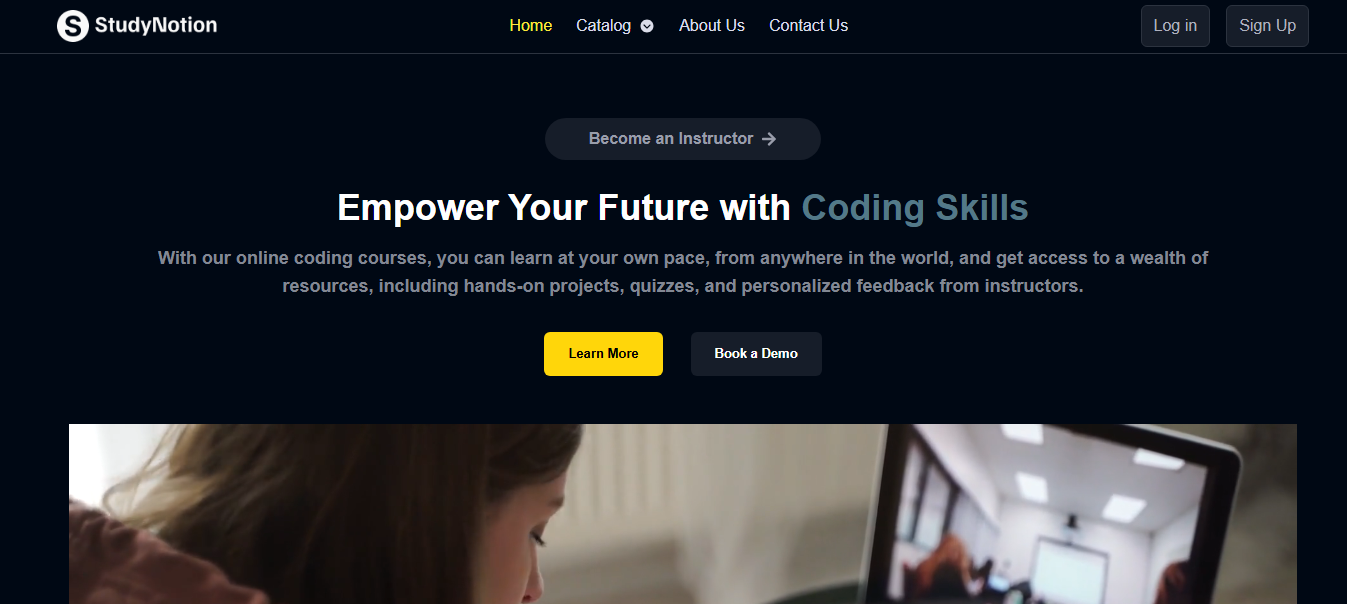 S StudyNotion
Home Catalog About Us Contact Us
Log in Sign Up
Become an Instructor
Empower Your Future with Coding Skills
With our online coding courses, you can learn at your own pace, from anywhere in the world, and get access to a wealth of
resources, including hands-on projects, quizzes, and personalized feedback from instructors.
Learn More Book a Demo